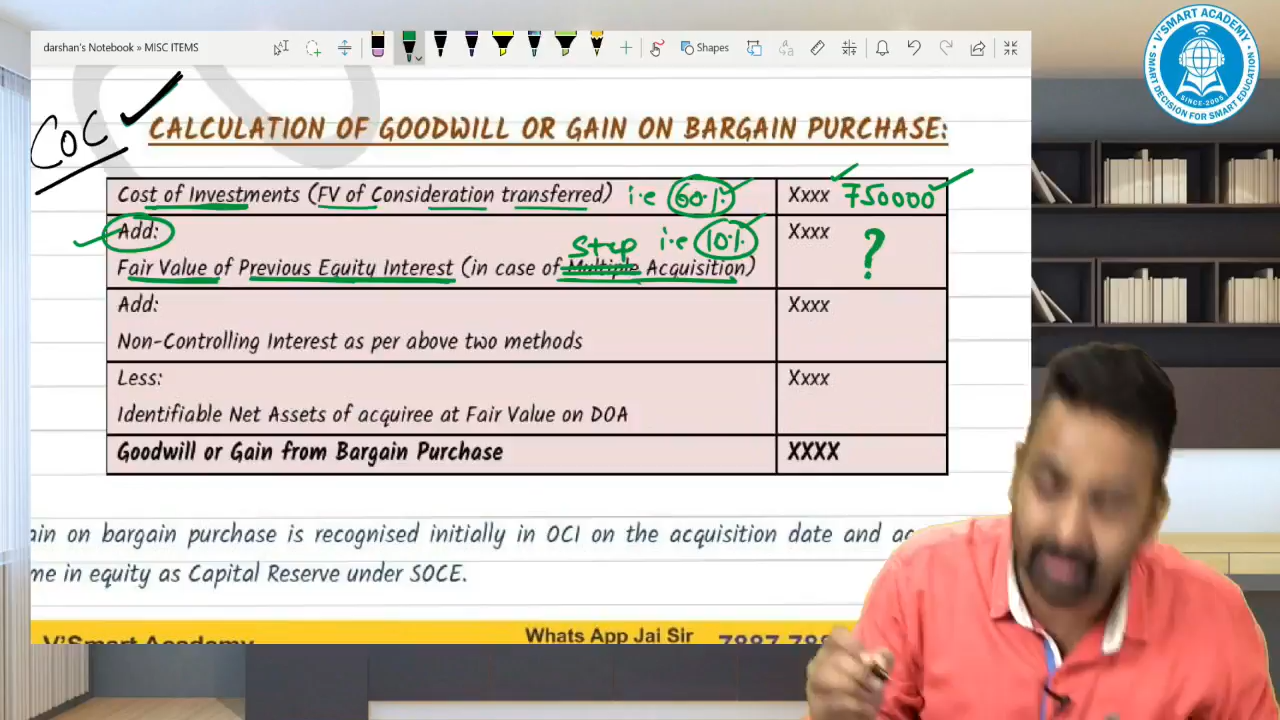 darshan's Notebook » MISC ITEMS
Shapes
V'SMART ACADEMY
SINCE-2005
SMART DECISION FOR SMART EDUCATION
CoC
CALCULATION OF GOODWILL OR GAIN ON BARGAIN PURCHASE:
Cost of Investments (FV of Consideration transferred) i.e 60% Xxxx 750000
Add: Step i.e 10% Xxxx ?
Fair Value of Previous Equity Interest (in case of Multiple Acquisition)
Add: Xxxx
Non-Controlling Interest as per above two methods
Less: Xxxx
Identifiable Net Assets of acquiree at Fair Value on DOA
Goodwill or Gain from Bargain Purchase XXXX
on bargain purchase is recognised initially in OCI on the acquisition date and
in equity as Capital Reserve under SOCE.
V'Smart Academy
Whats App Jai Sir